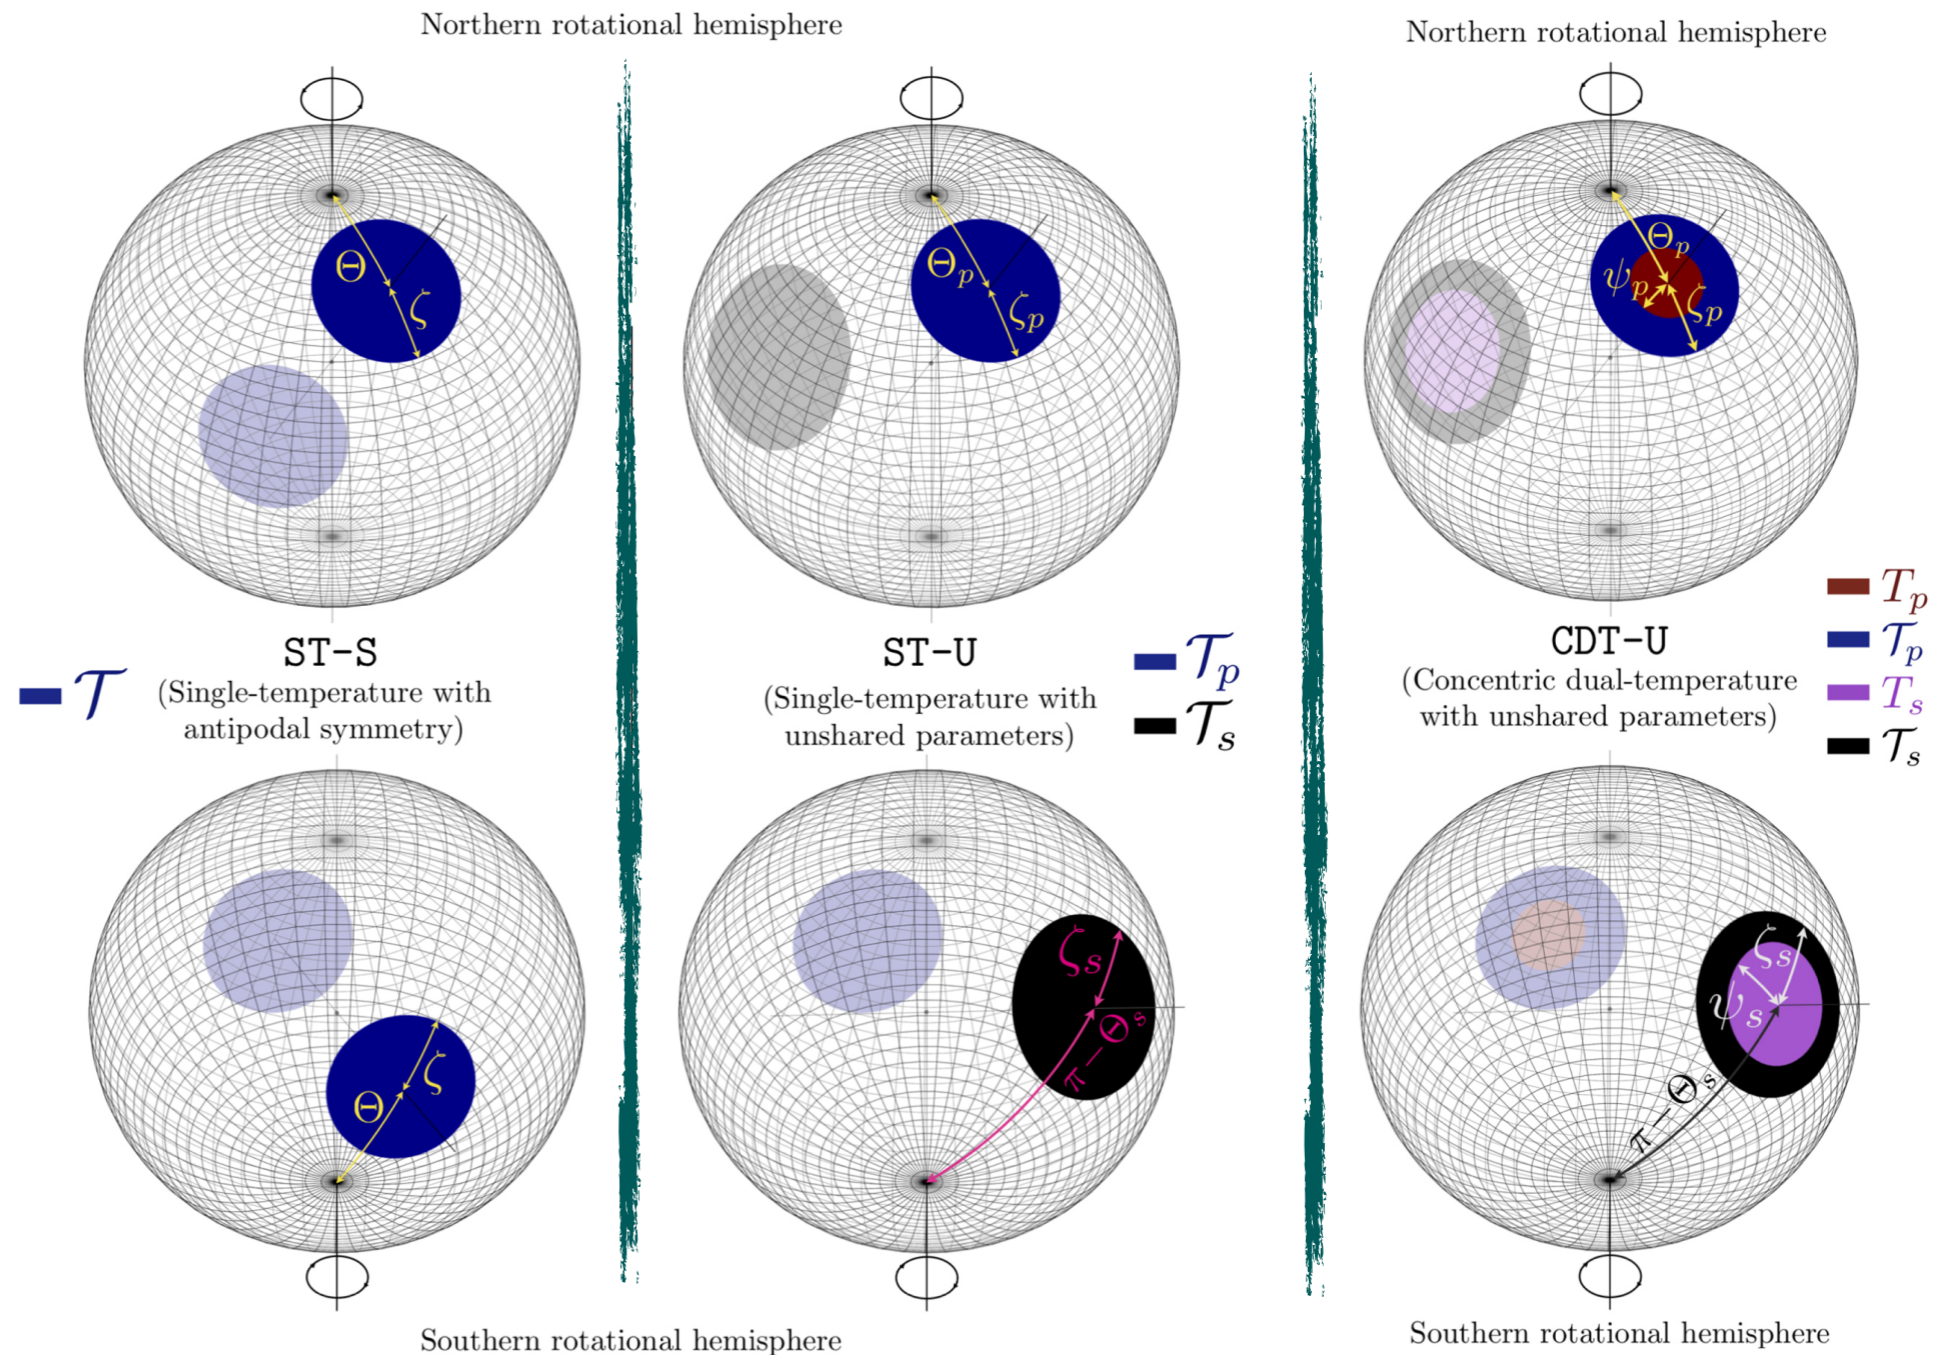 Northern rotational hemisphere
Northern rotational hemisphere
Θ
ζ
Θp
ζp
Θp
ψp
ζp
𝒯
ST-S
(Single-temperature with
antipodal symmetry)
ST-U
(Single-temperature with
unshared parameters)
𝒯p
𝒯s
CDT-U
(Concentric dual-temperature
with unshared parameters)
Tp
𝒯p
Ts
𝒯s
ζ
Θ
ζs
π−Θs
ζs
ψs
π−Θs
Southern rotational hemisphere
Southern rotational hemisphere